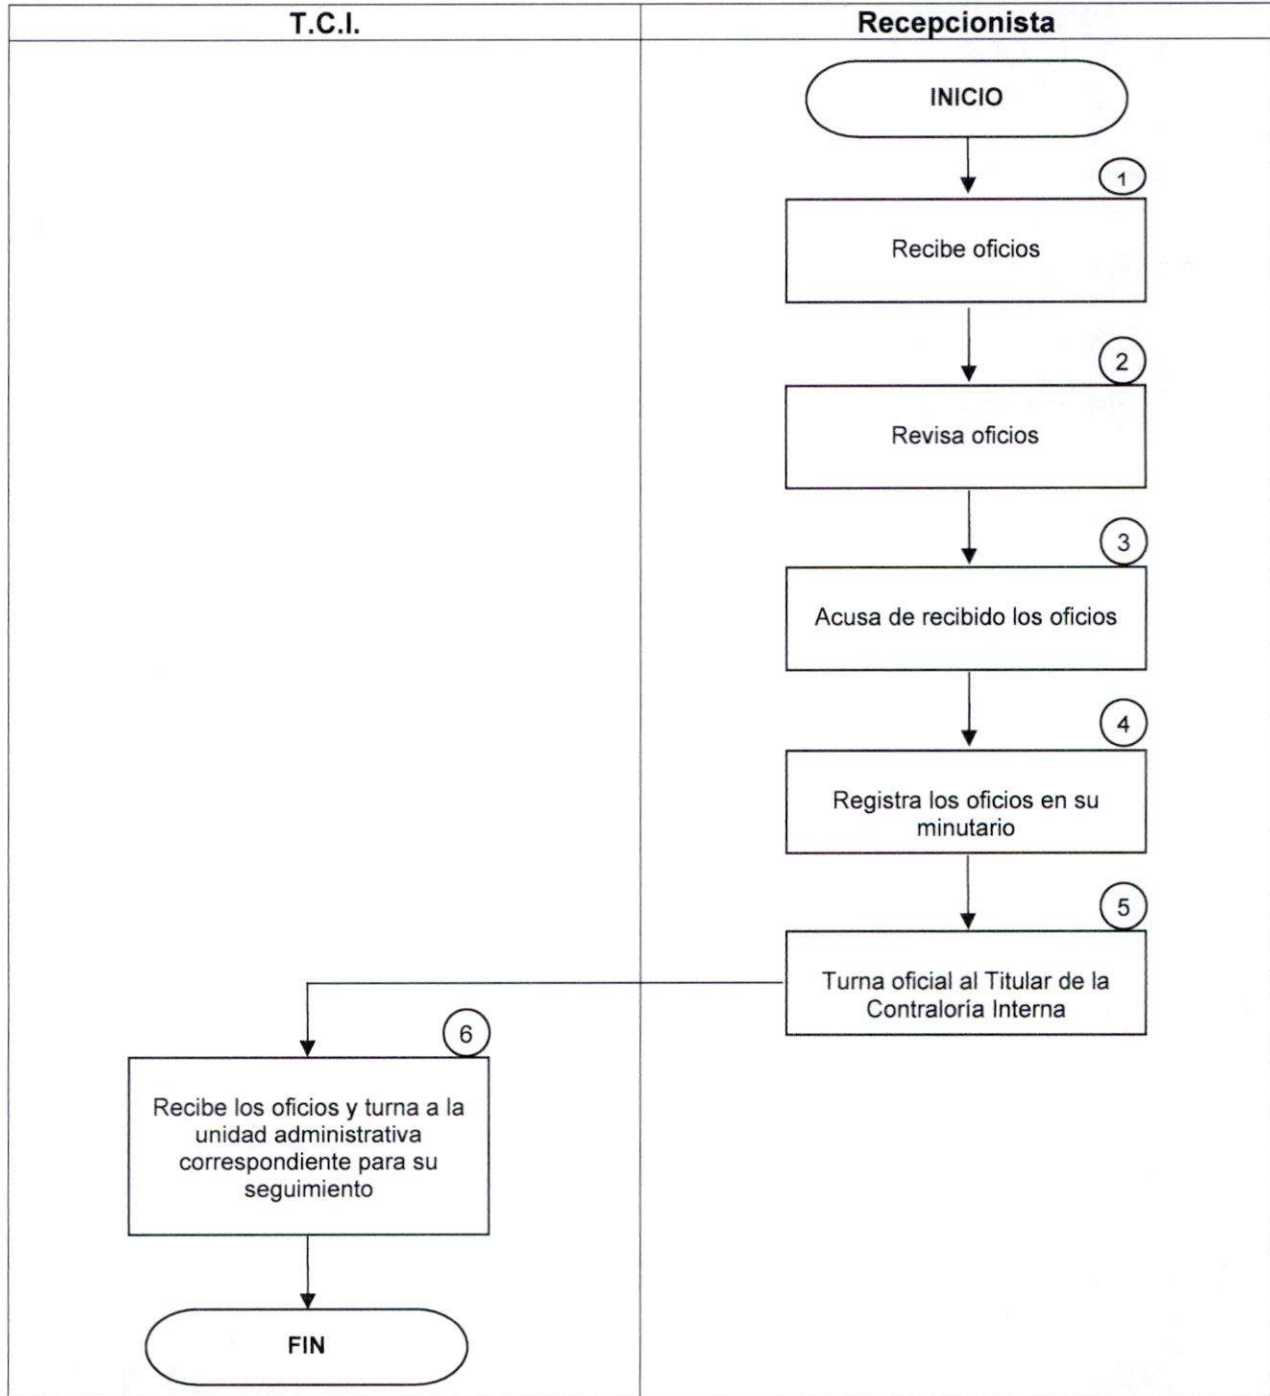 T.C.I.
Recepcionista
INICIO
1
Recibe oficios
2
Revisa oficios
3
Acusa de recibido los oficios
4
Registra los oficios en su
minutario
5
Turna oficial al Titular de la
Contraloría Interna
6
Recibe los oficios y turna a la
unidad administrativa
correspondiente para su
seguimiento
FIN